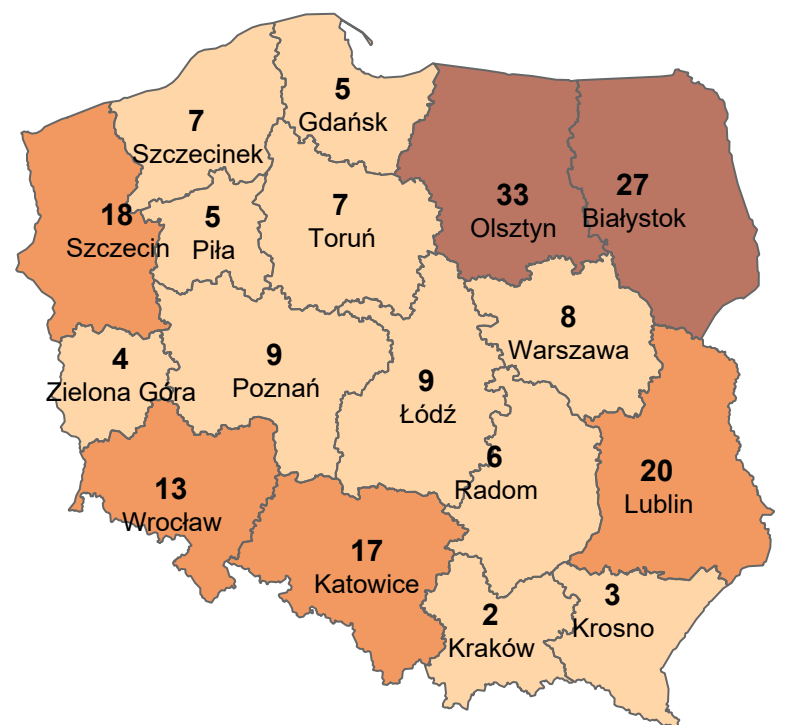 5
Gdańsk
7
Szczecinek
33
Olsztyn
27
Białystok
18
Szczecin
5
Piła
7
Toruń
8
Warszawa
4
Zielona Góra
9
Poznań
9
Łódź
6
Radom
20
Lublin
13
Wrocław
17
Katowice
2
Kraków
3
Krosno